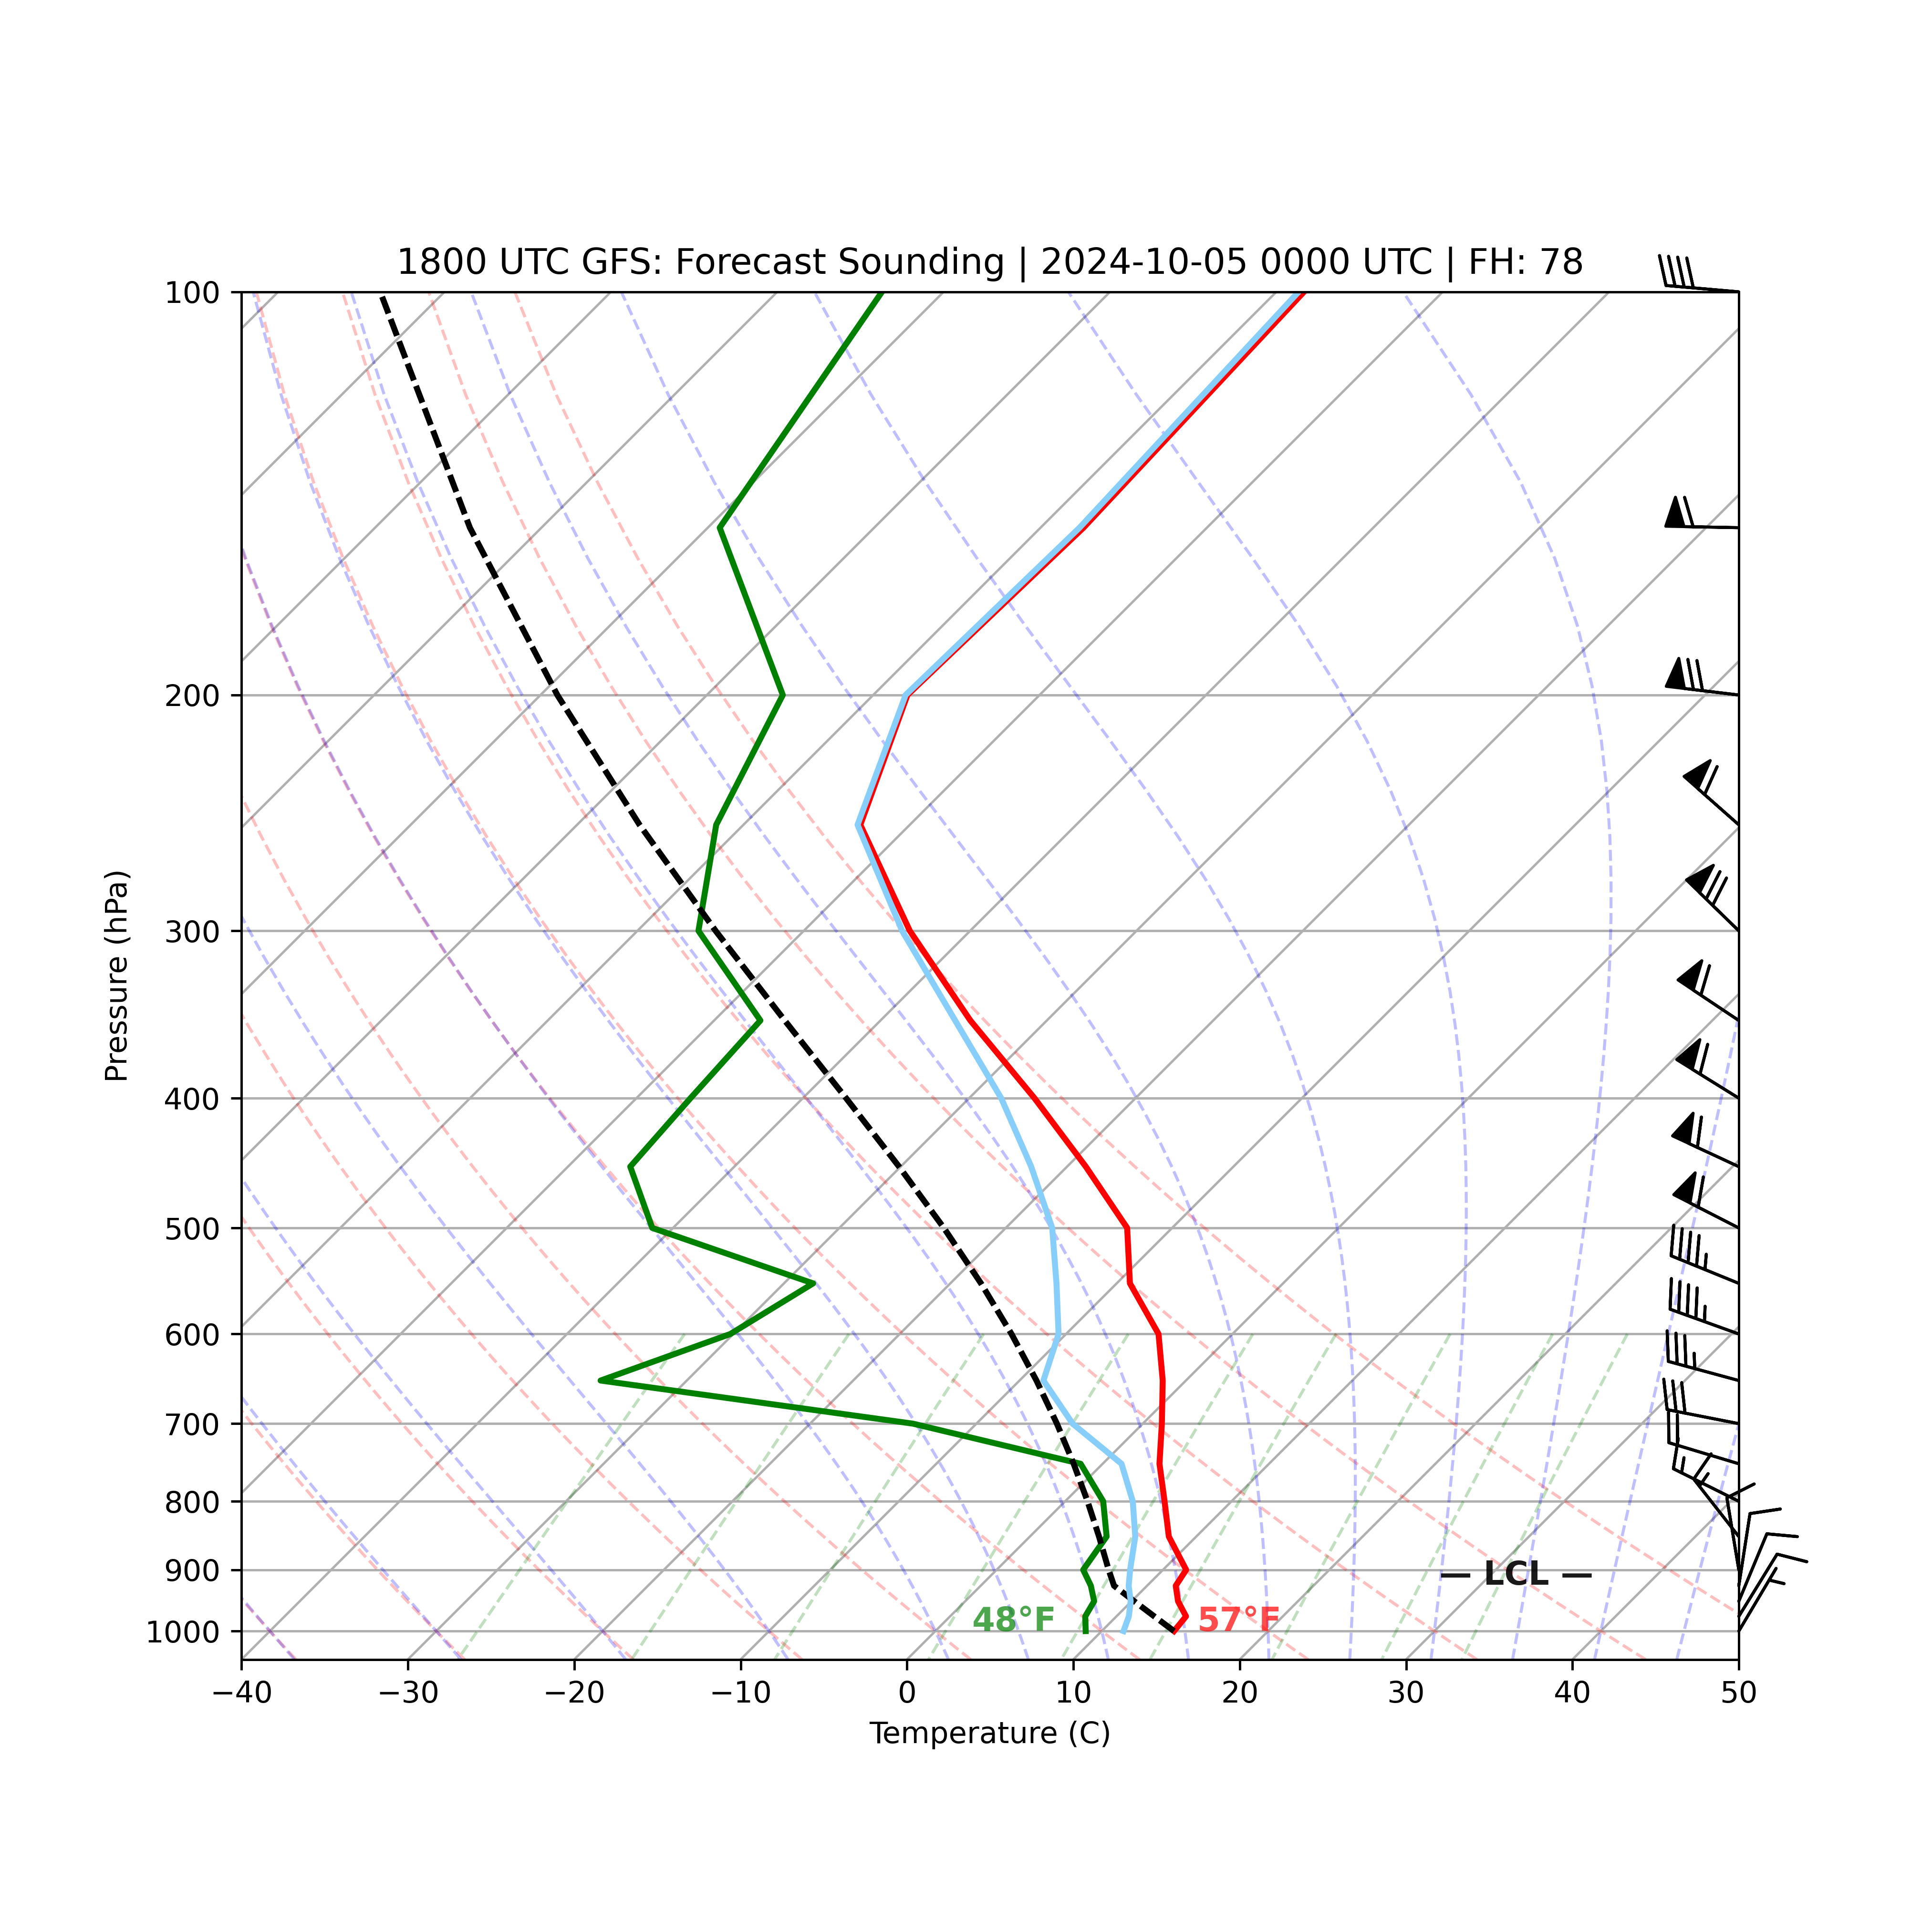 1800 UTC GFS: Forecast Sounding | 2024-10-05 0000 UTC | FH: 78
100
200
300
400
500
600
700
800
900
1000
Pressure (hPa)
— LCL —
48°F
57°F
−40 −30 −20 −10 0 10 20 30 40 50
Temperature (C)